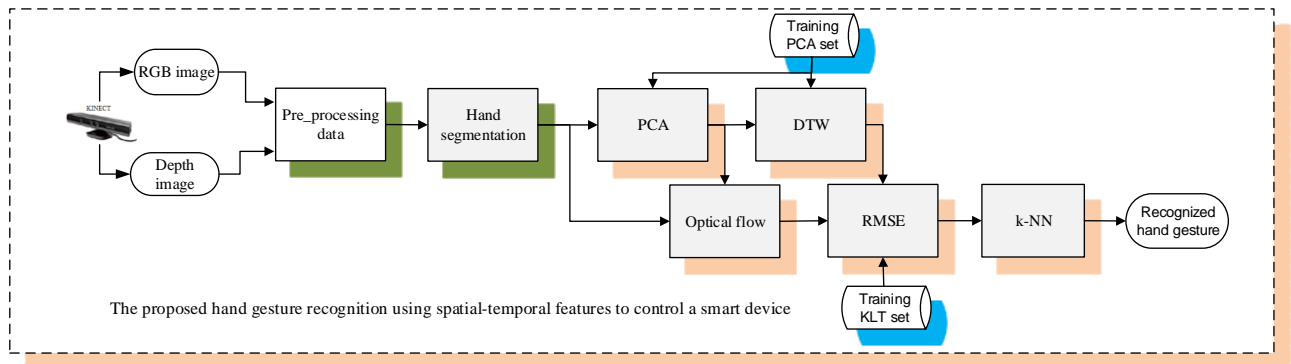 Training
PCA set
RGB image
KINECT
Pre_processing
data
Hand
segmentation
PCA
DTW
Depth
image
Optical flow
RMSE
k-NN
Recognized
hand gesture
Training
KLT set
The proposed hand gesture recognition using spatial-temporal features to control a smart device